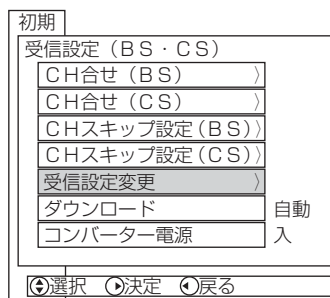 初期
受信設定（ＢＳ・ＣＳ）
ＣＨ合せ（ＢＳ） 〉
ＣＨ合せ（ＣＳ） 〉
ＣＨスキップ設定（ＢＳ）〉
ＣＨスキップ設定（ＣＳ）〉
受信設定変更 〉
ダウンロード 自動
コンバーター電源 入
選択 決定 戻る